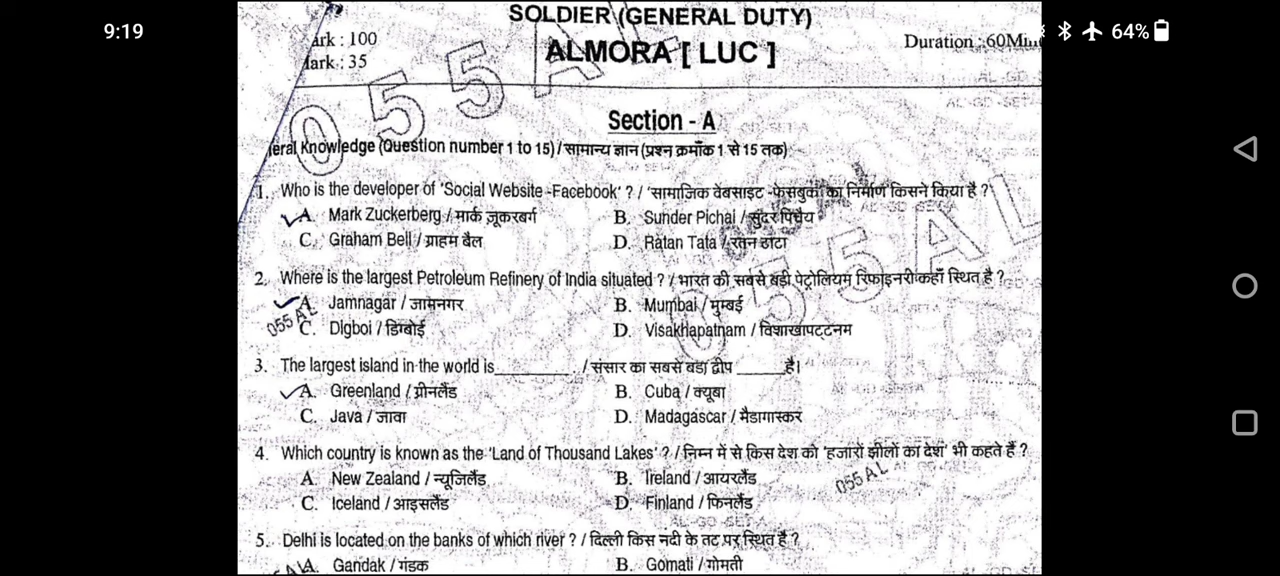 9:19
64%
SOLDIER (GENERAL DUTY)
ark : 100
ALMORA [ LUC ]
Duration : 60Min
ark : 35
055AL
Section - A
eral Knowledge (Question number 1 to 15) / सामान्य ज्ञान (प्रश्न क्रमाँक 1 से 15 तक)
1. Who is the developer of 'Social Website -Facebook' ? / 'सामाजिक वेबसाइट -फेसबुक' का निर्माण किसने किया है ?
A. Mark Zuckerberg / मार्क ज़ूकरबर्ग B. Sunder Pichai / सुंदर पिचैय
C. Graham Bell / ग्राहम बैल D. Ratan Tata / रतन टाटा
2. Where is the largest Petroleum Refinery of India situated ? / भारत की सबसे बड़ी पेट्रोलियम रिफाइनरी कहाँ स्थित है ?
A. Jamnagar / जामनगर B. Mumbai / मुम्बई
055 AL
C. Digboi / डिग्बोई D. Visakhapatnam / विशाखापट्टनम
055AL
3. The largest island in the world is________ . / संसार का सबसे बड़ा द्वीप _____है।
A. Greenland / ग्रीनलैंड B. Cuba / क्यूबा
C. Java / जावा D. Madagascar / मैडागास्कर
4. Which country is known as the 'Land of Thousand Lakes' ? / निम्न में से किस देश को 'हजारों झीलों का देश' भी कहते हैं ?
A. New Zealand / न्यूजिलैंड B. Ireland / आयरलैंड
055 AL
C. Iceland / आइसलैंड D. Finland / फिनलैंड
AL-GD-SET-A
5. Delhi is located on the banks of which river ? / दिल्ली किस नदी के तट पर स्थित है ?
A. Gandak / गंडक B. Gomati / गोमती